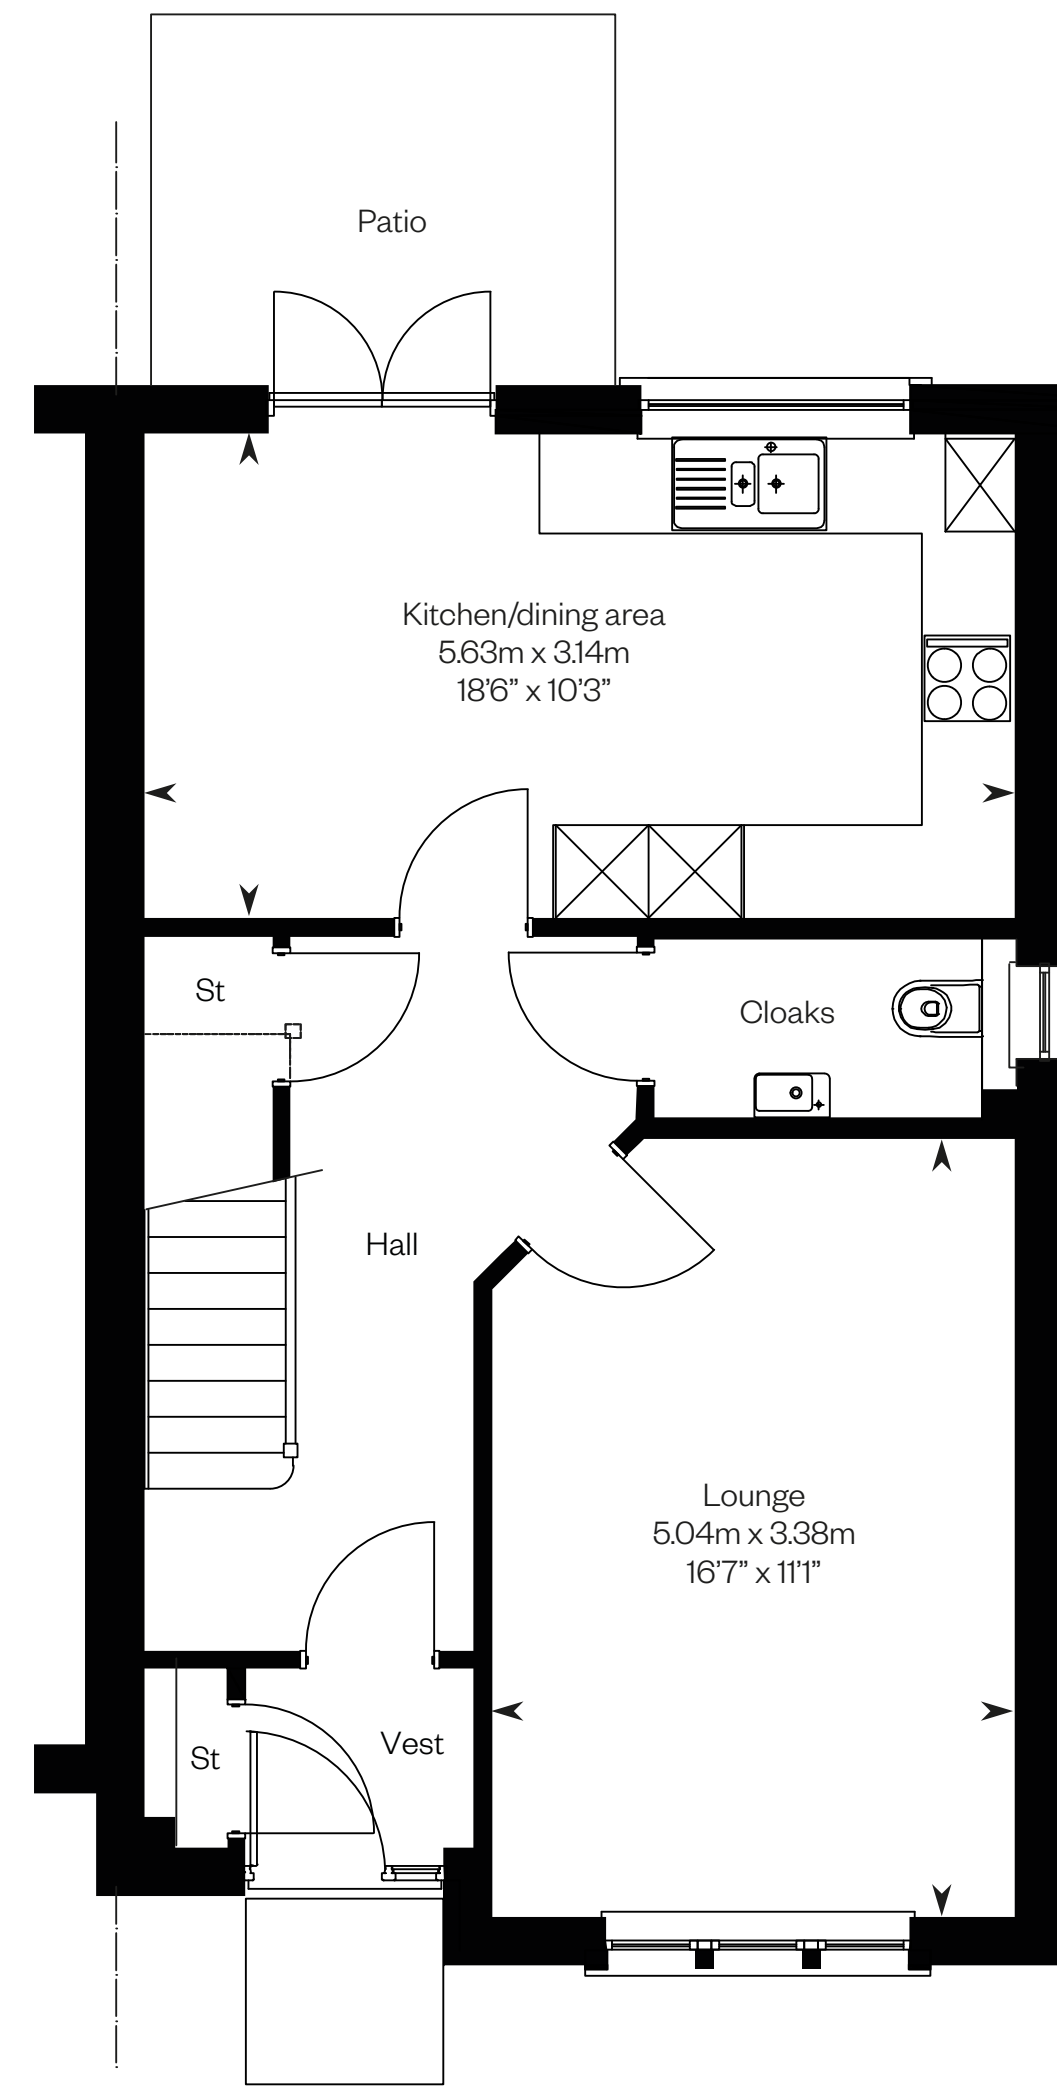 Patio
Kitchen/dining area
5.63m x 3.14m
18’6” x 10’3”
St
Cloaks
Hall
Lounge
5.04m x 3.38m
16’7” x 11’1”
Vest
St